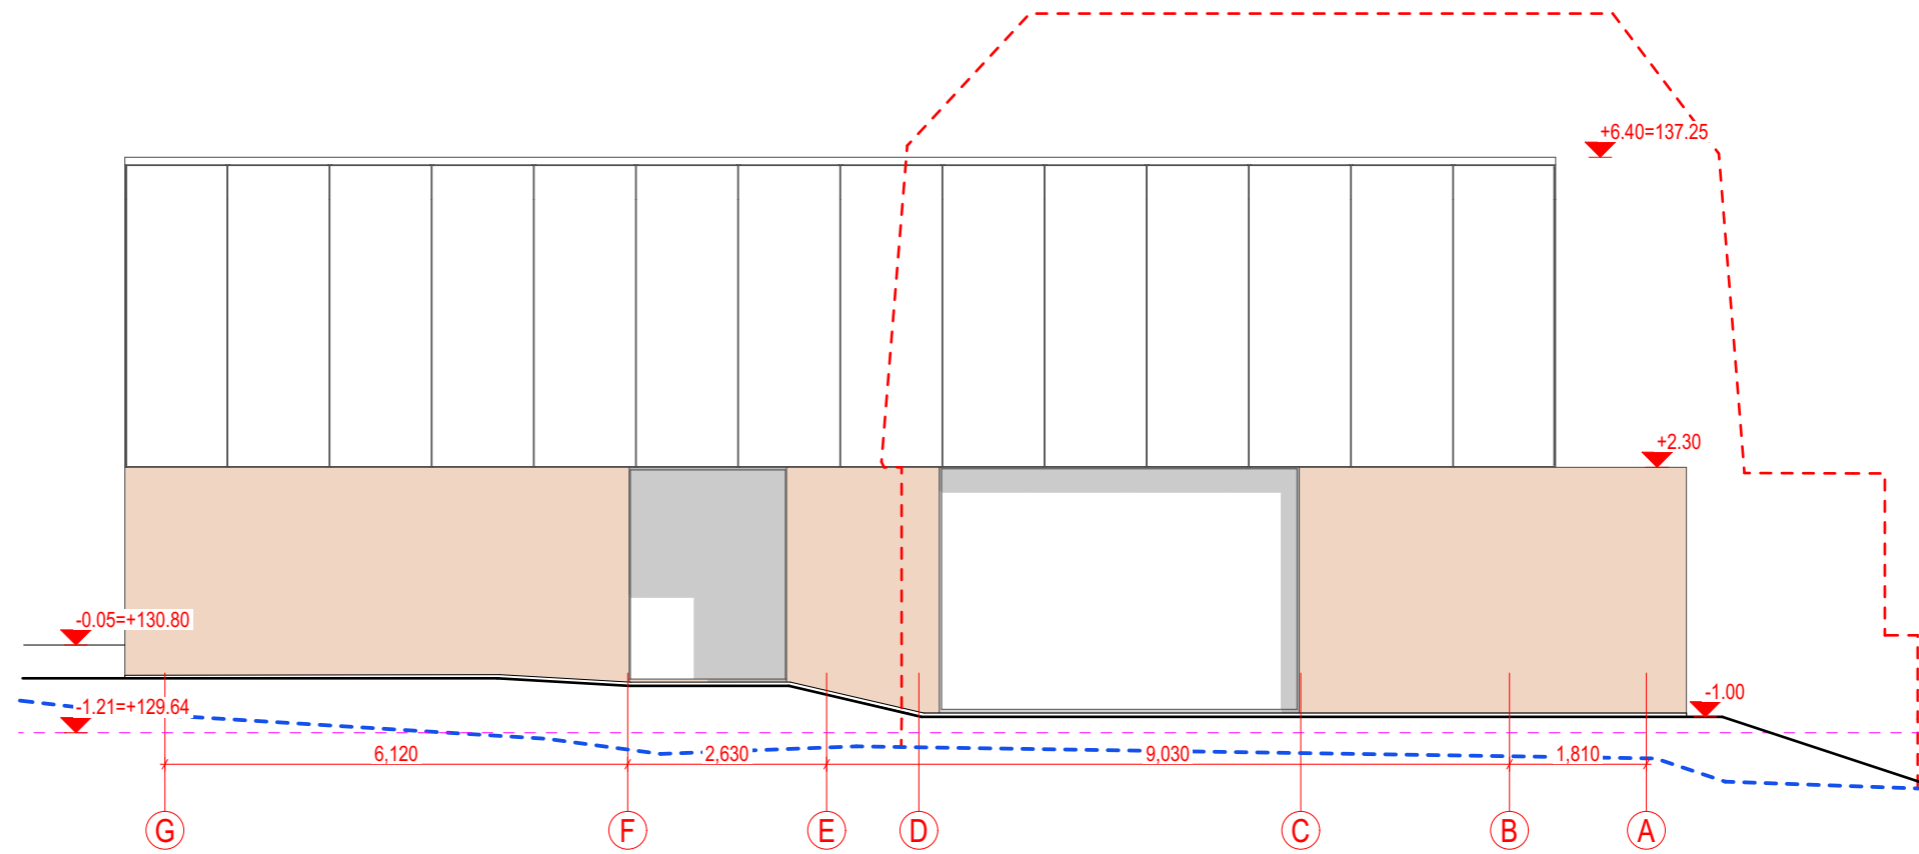 +6.40=137.25
+2.30
-0.05=+130.80
-1.00
-1.21=+129.64
6,120
2,630
9,030
1,810
G
F
E
D
C
B
A